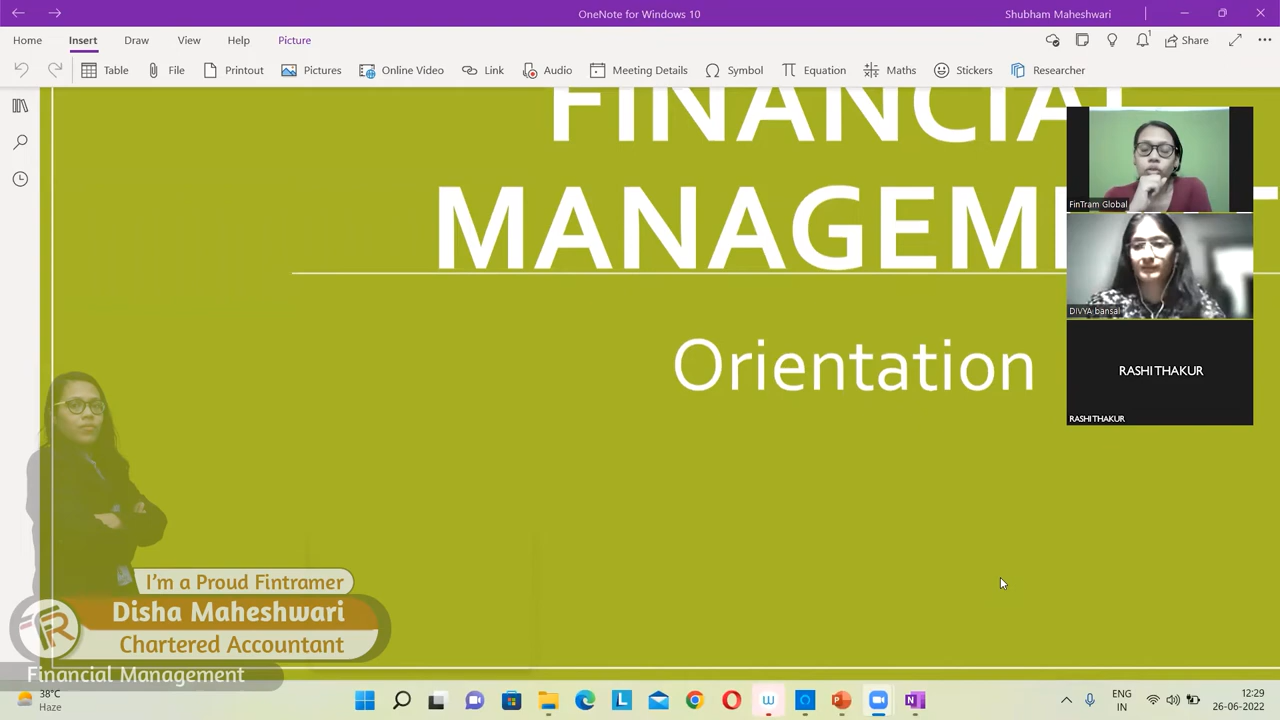 OneNote for Windows 10
Shubham Maheshwari
Home Insert Draw View Help Picture
1 Share
Table File Printout Pictures Online Video Link Audio Meeting Details Symbol Equation Maths Stickers Researcher
FINANCIAL
MANAGEM
Orientation
FinTram Global
DIVYA bansal
RASHI THAKUR
RASHI THAKUR
I'm a Proud Fintramer
Disha Maheshwari
Chartered Accountant
Financial Management
38°C
Haze
ENG
IN
12:29
26-06-2022